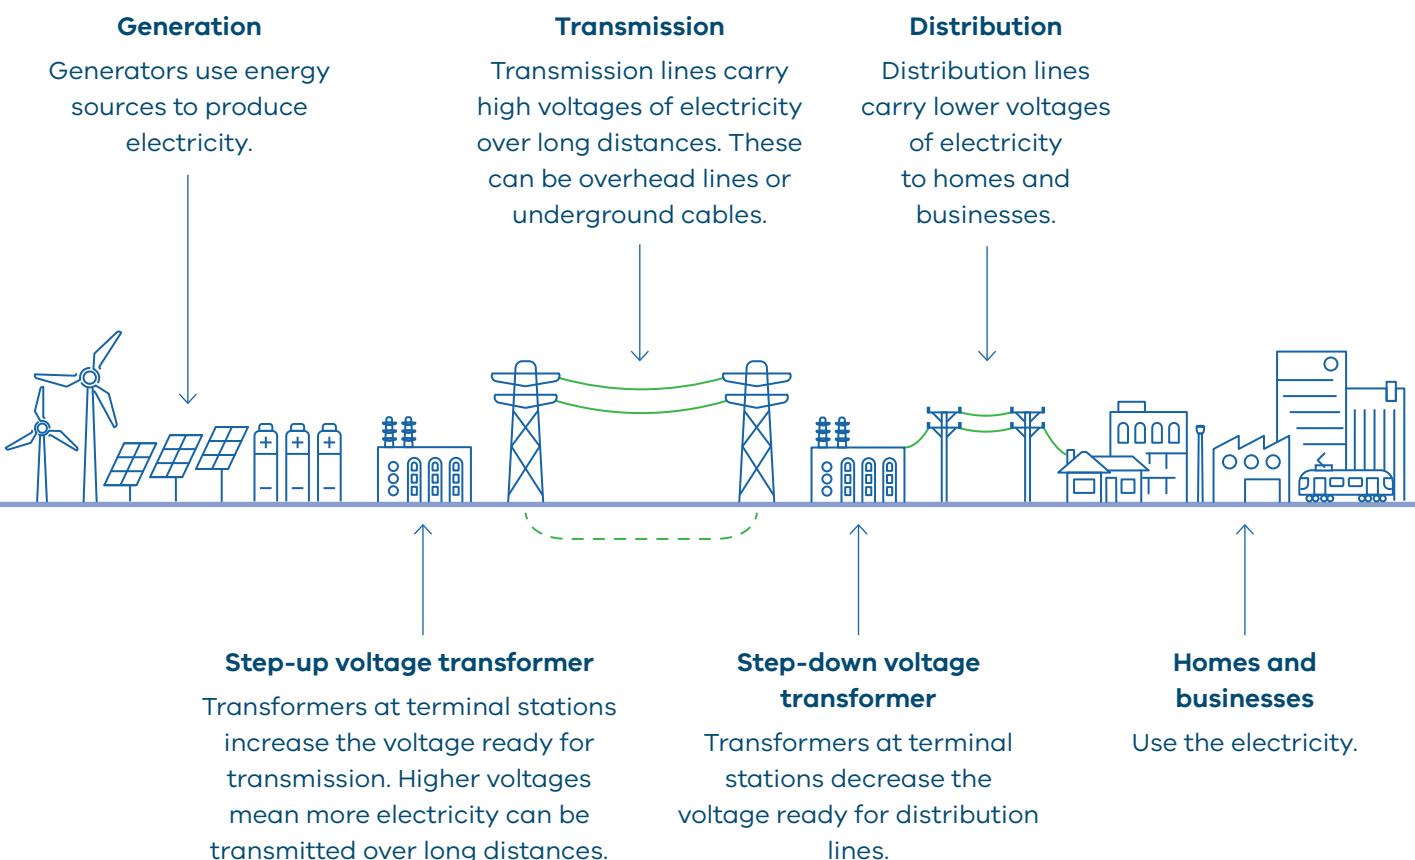 Generation
Generators use energy
sources to produce
electricity.
Transmission
Transmission lines carry
high voltages of electricity
over long distances. These
can be overhead lines or
underground cables.
Distribution
Distribution lines
carry lower voltages
of electricity
to homes and
businesses.
Step-up voltage transformer
Transformers at terminal stations
increase the voltage ready for
transmission. Higher voltages
mean more electricity can be
transmitted over long distances.
Step-down voltage
transformer
Transformers at terminal
stations decrease the
voltage ready for distribution
lines.
Homes and
businesses
Use the electricity.